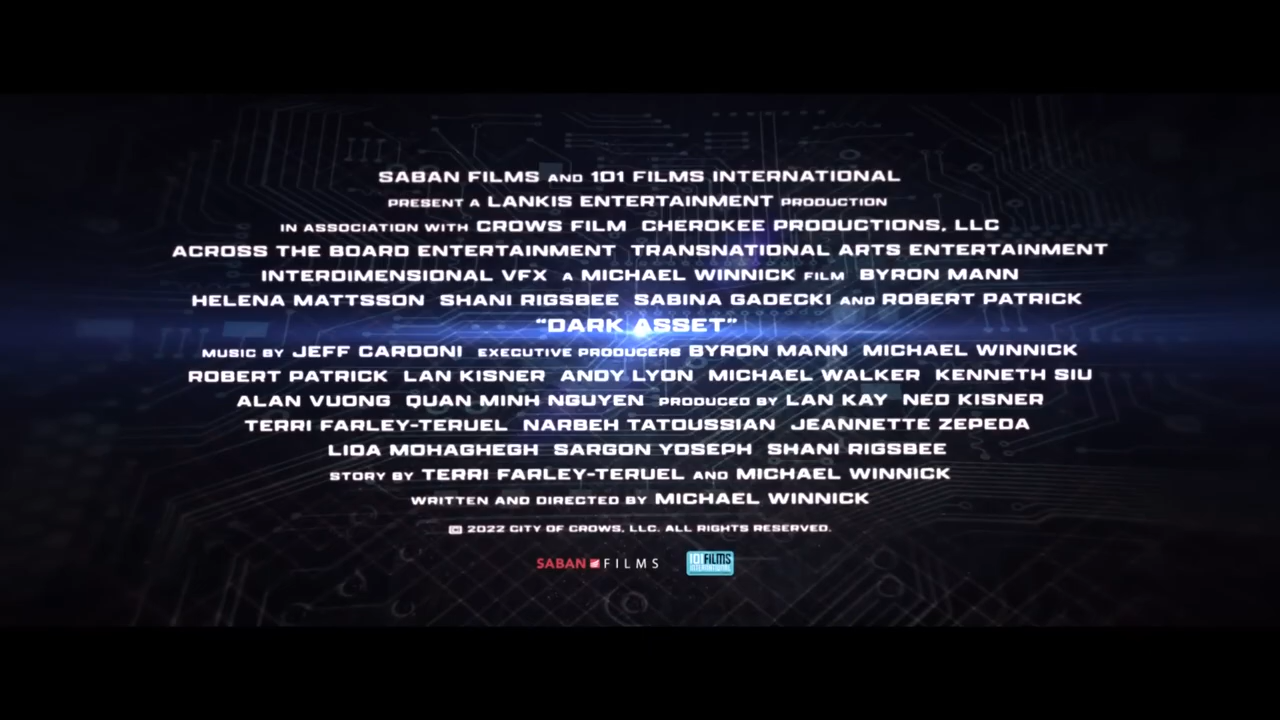 SABAN FILMS AND 101 FILMS INTERNATIONAL
PRESENT A LANKIS ENTERTAINMENT PRODUCTION
IN ASSOCIATION WITH CROWS FILM CHEROKEE PRODUCTIONS, LLC
ACROSS THE BOARD ENTERTAINMENT TRANSNATIONAL ARTS ENTERTAINMENT
INTERDIMENSIONAL VFX A MICHAEL WINNICK FILM BYRON MANN
HELENA MATTSSON SHANI RIGSBEE SABINA GADECKI AND ROBERT PATRICK
"DARK ASSET"
MUSIC BY JEFF CARDONI EXECUTIVE PRODUCERS BYRON MANN MICHAEL WINNICK
ROBERT PATRICK LAN KISNER ANDY LYON MICHAEL WALKER KENNETH SIU
ALAN VUONG QUAN MINH NGUYEN PRODUCED BY LAN KAY NED KISNER
TERRI FARLEY-TERUEL NARBEH TATOUSSIAN JEANNETTE ZEPEDA
LIDA MOHAGHEGH SARGON YOSEPH SHANI RIGSBEE
STORY BY TERRI FARLEY-TERUEL AND MICHAEL WINNICK
WRITTEN AND DIRECTED BY MICHAEL WINNICK
© 2022 CITY OF CROWS, LLC. ALL RIGHTS RESERVED.
SABAN FILMS 101 FILMS INTERNATIONAL